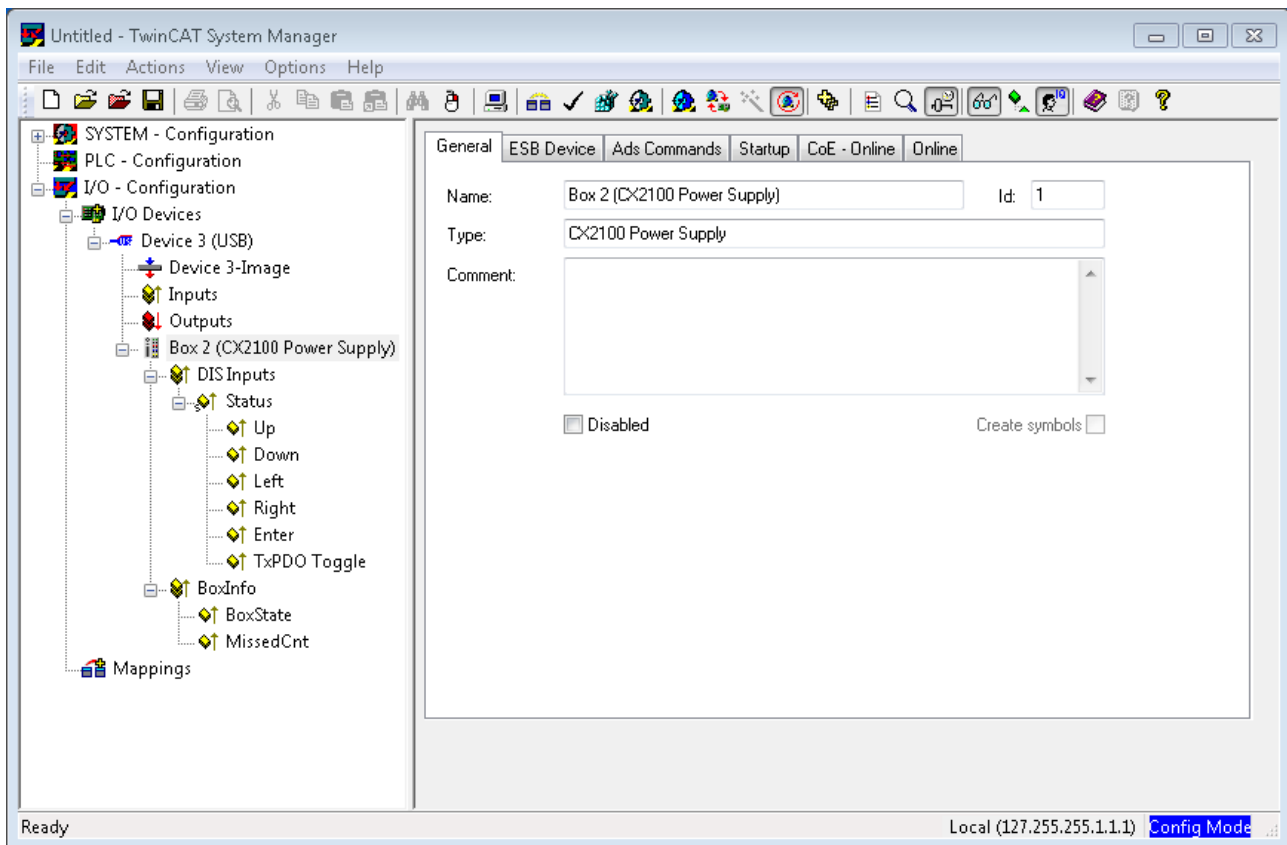 Untitled - TwinCAT System Manager
File Edit Actions View Options Help
SYSTEM - Configuration
PLC - Configuration
I/O - Configuration
I/O Devices
Device 3 (USB)
Device 3-Image
Inputs
Outputs
Box 2 (CX2100 Power Supply)
DIS Inputs
Status
Up
Down
Left
Right
Enter
TxPDO Toggle
BoxInfo
BoxState
MissedCnt
Mappings
General ESB Device Ads Commands Startup CoE - Online Online
Name: Box 2 (CX2100 Power Supply) Id: 1
Type: CX2100 Power Supply
Comment:
Disabled Create symbols
Ready Local (127.255.255.1.1.1) Config Mode